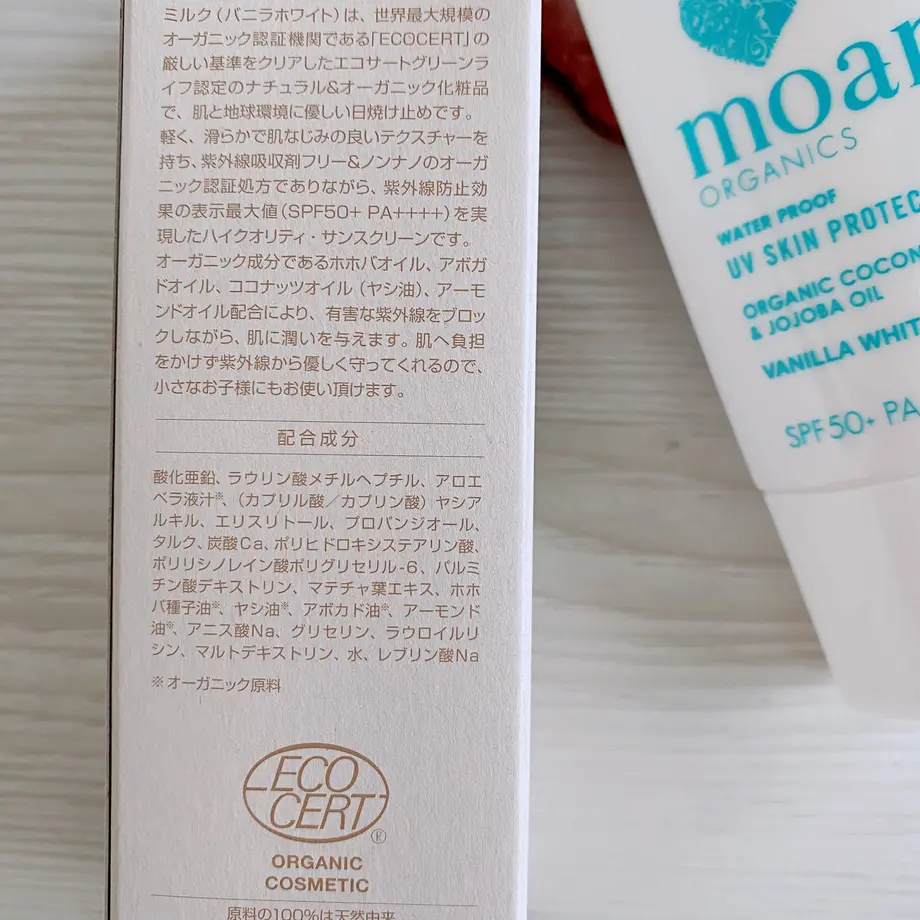 ミルク（バニラホワイト）は、世界最大規模の
オーガニック認証機関である「ECOCERT」の
厳しい基準をクリアしたエコサートグリーンラ
イフ認定のナチュラル&オーガニック化粧品
で、肌と地球環境に優しい日焼け止めです。
軽く、滑らかで肌なじみの良いテクスチャーを
持ち、紫外線吸収剤フリー&ノンナノのオーガ
ニック認証処方でありながら、紫外線防止効
果の表示最大値（SPF50+ PA++++）を実
現したハイクオリティ・サンスクリーンです。
オーガニック成分であるホホバオイル、アボガ
ドオイル、ココナッツオイル（ヤシ油）、アーモ
ンドオイル配合により、有害な紫外線をブロッ
クしながら、肌に潤いを与えます。肌へ負担
をかけず紫外線から優しく守ってくれるので、
小さなお子様にもお使い頂けます。
配合成分
酸化亜鉛、ラウリン酸メチルヘプチル、アロエ
ベラ液汁※、（カプリル酸／カプリン酸）ヤシア
ルキル、エリスリトール、プロパンジオール、
タルク、炭酸Ca、ポリヒドロキシステアリン酸、
ポリリシノレイン酸ポリグリセリル-6、パルミ
チン酸デキストリン、マテチャ葉エキス、ホホ
バ種子油※、ヤシ油※、アボカド油※、アーモンド
油※、アニス酸Na、グリセリン、ラウロイルリ
シン、マルトデキストリン、水、レブリン酸Na
※オーガニック原料
ECO
CERT
®
ORGANIC
COSMETIC
原料の100%は天然由来
moan
ORGANICS
WATER PROOF
UV SKIN PROTEC
ORGANIC COCON
& JOJOBA OIL
VANILLA WHIT
SPF 50+ PA